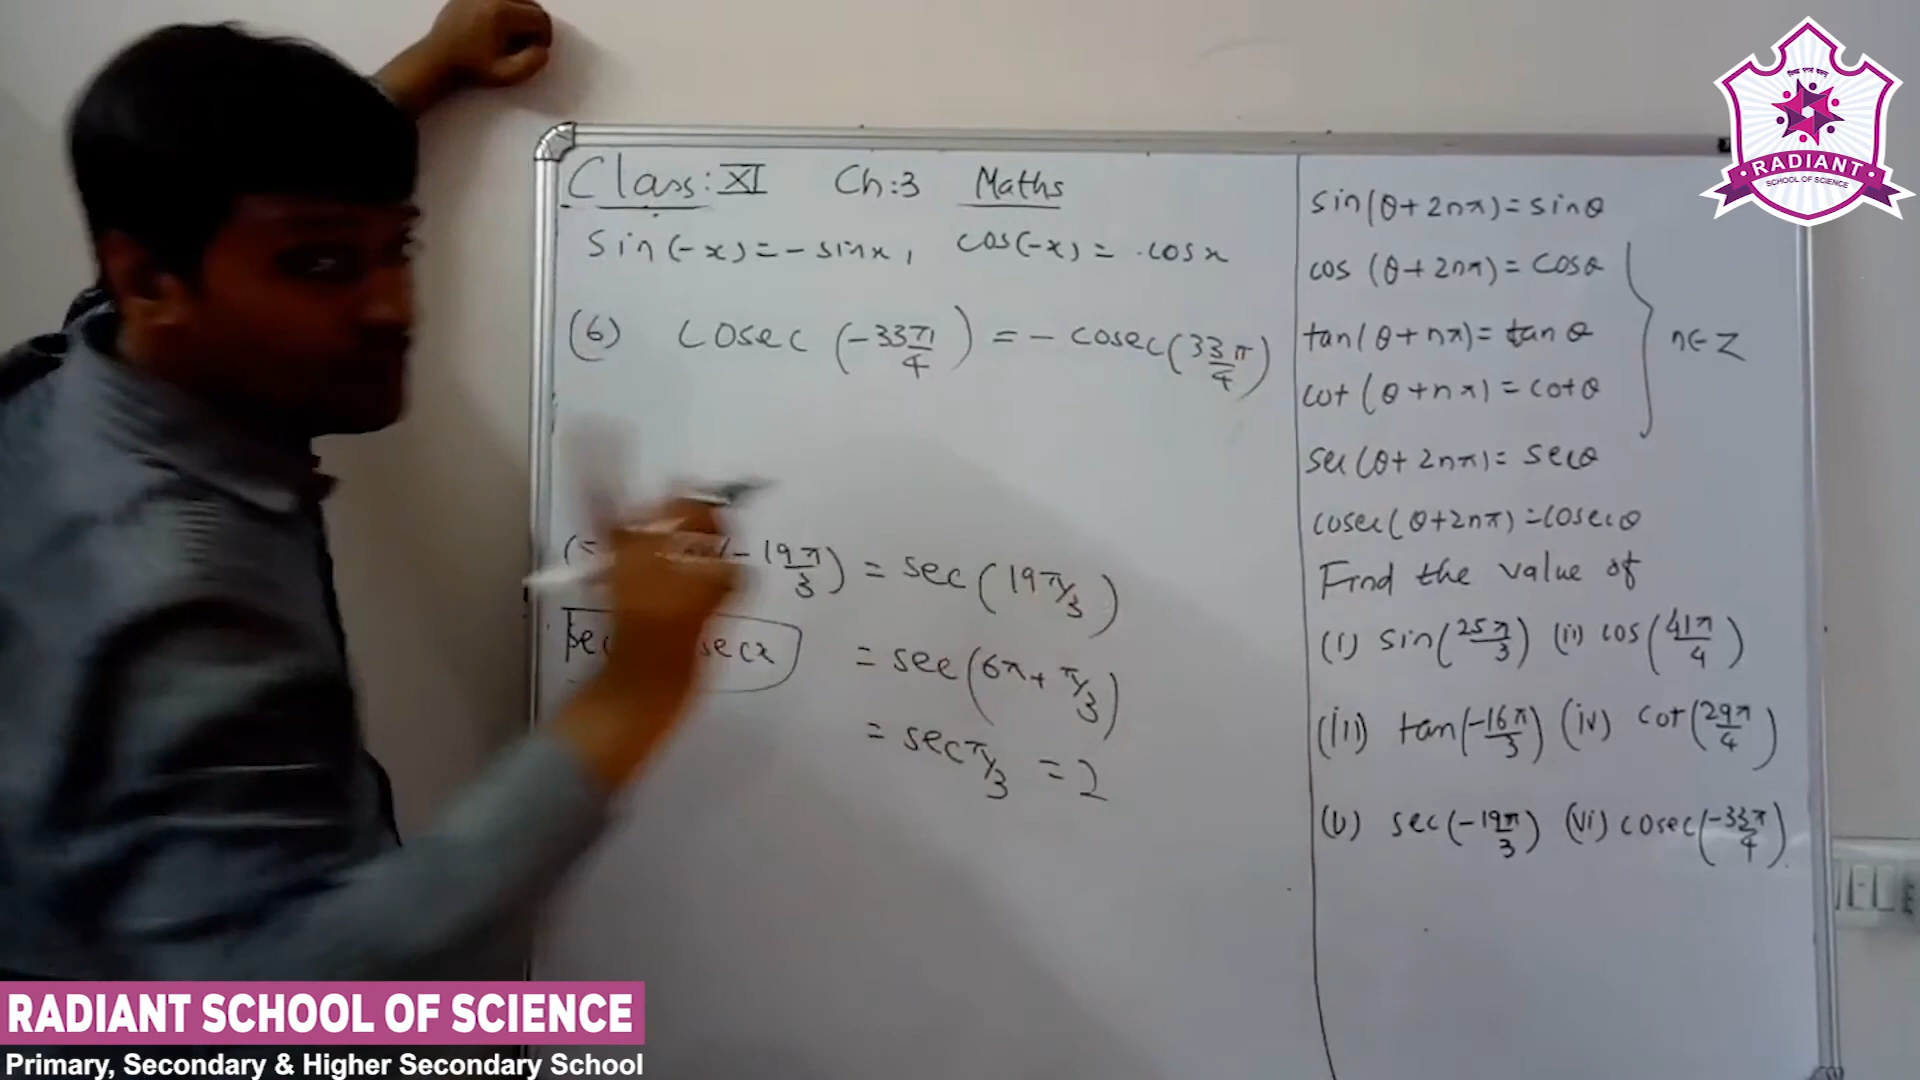 Class: XI Ch:3 Maths
sin(-x) = - sinx, cos(-x) = cosx
(6) cosec (-33π/4) = - cosec(33π/4)
-19π/3) = sec(19π/3)
secx
= sec(6π + π/3)
= sec π/3 = 2
sin(θ+2nπ)=sinθ
cos (θ+2nπ)= cosθ
tan(θ+nπ)= tan θ
cot (θ+nπ) = cotθ
n∈Z
sec(θ+2nπ)= secθ
cosec(θ+2nπ)=cosecθ
Find the value of
(i) sin(25π/3) (ii) cos(41π/4)
(iii) tan(-16π/3) (iv) cot(29π/4)
(v) sec(-19π/3) (vi) cosec(-33π/4)
RADIANT
SCHOOL OF SCIENCE
RADIANT SCHOOL OF SCIENCE
Primary, Secondary & Higher Secondary School